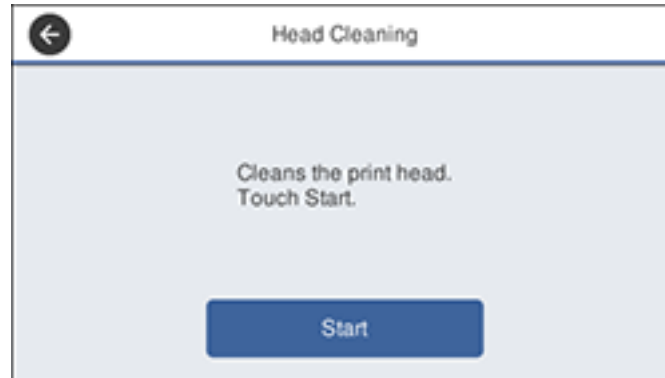 Head Cleaning
Cleans the print head.
Touch Start.
Start